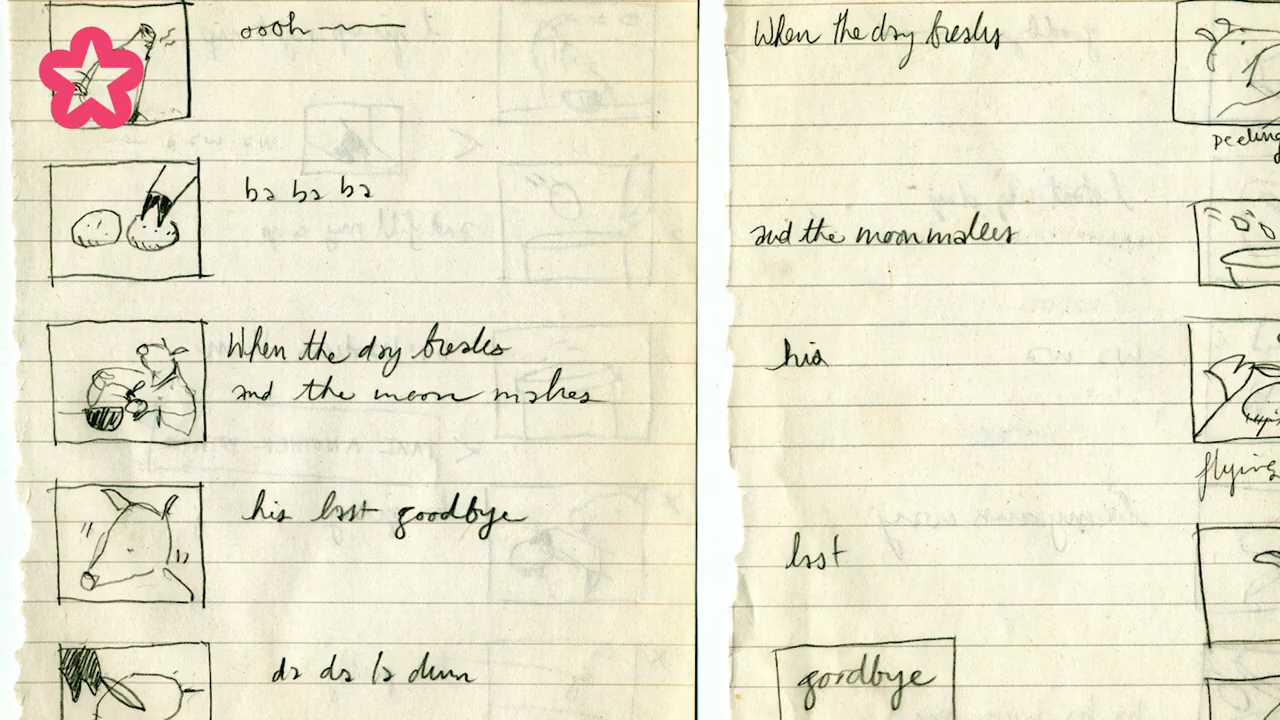 oooh
ba ba ba
When the day breaks
and the moon makes
his last goodbye
da da la dum
When the day breaks
and the moon makes
his
last
goodbye
peeling
flying